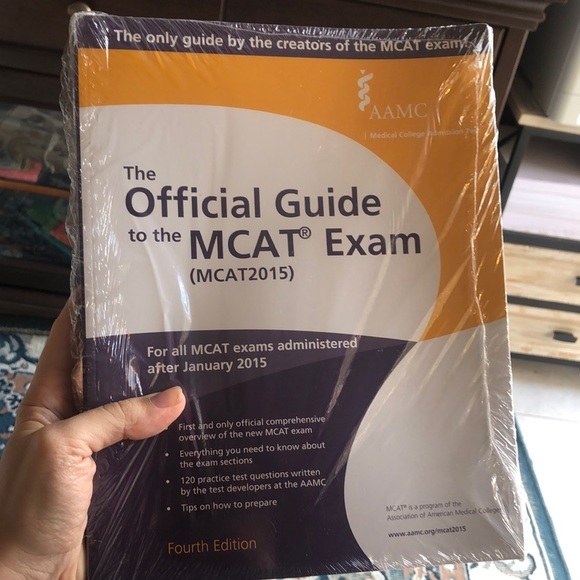 The only guide by the creators of the MCAT exam!
AAMC
Medical College Admission Test
The
Official Guide
to the MCAT® Exam
(MCAT2015)
For all MCAT exams administered
after January 2015
• First and only official comprehensive
overview of the new MCAT exam
• Everything you need to know about
the exam sections
• 120 practice test questions written
by the test developers at the AAMC
• Tips on how to prepare
MCAT® is a program of the
Association of American Medical Colleges
www.aamc.org/mcat2015
Fourth Edition